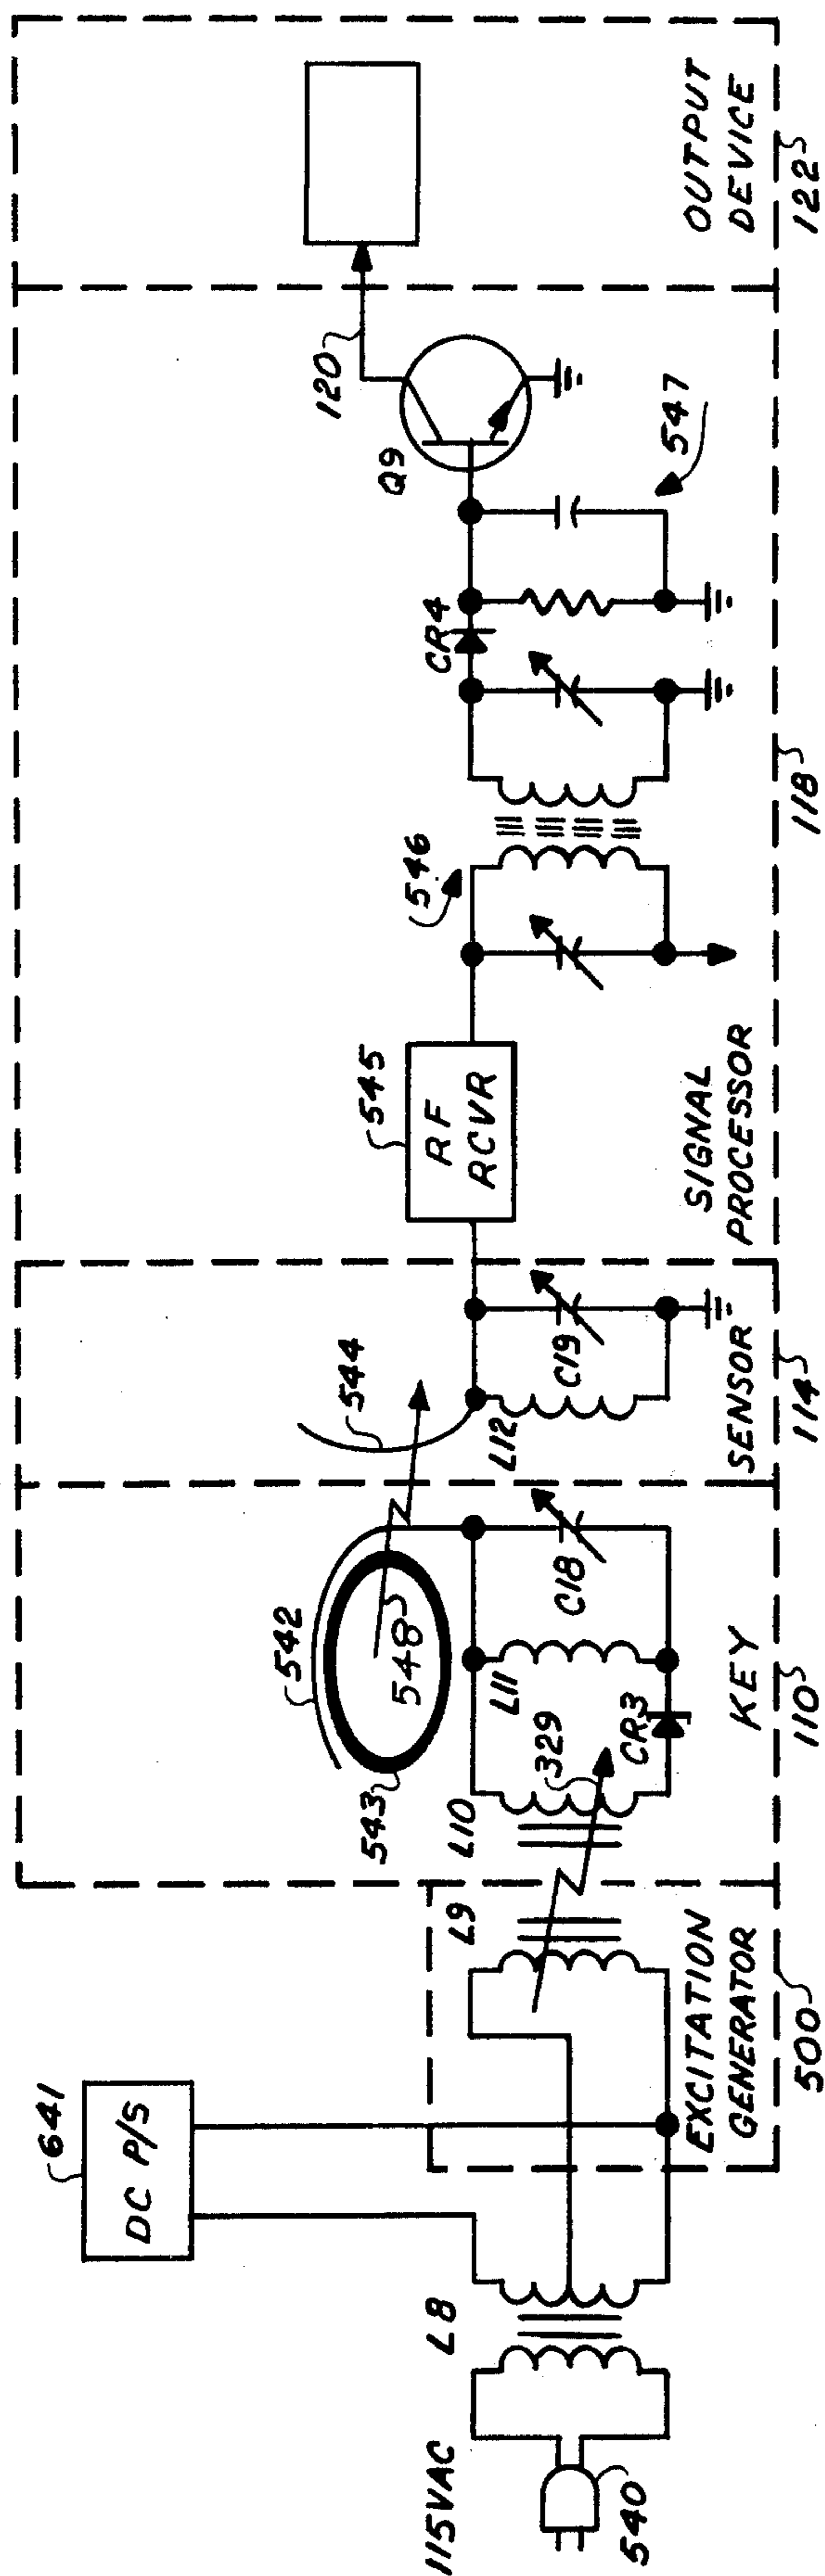 115VAC
540
L8
641
DC P/S
L9
EXCITATION
GENERATOR
500
L10
329
CR3
L11
C18
543
542
548
KEY
110
544
L12
C19
SENSOR
114
545
RF
RCVR
546
SIGNAL
PROCESSOR
118
CR4
547
Q9
120
OUTPUT
DEVICE
122